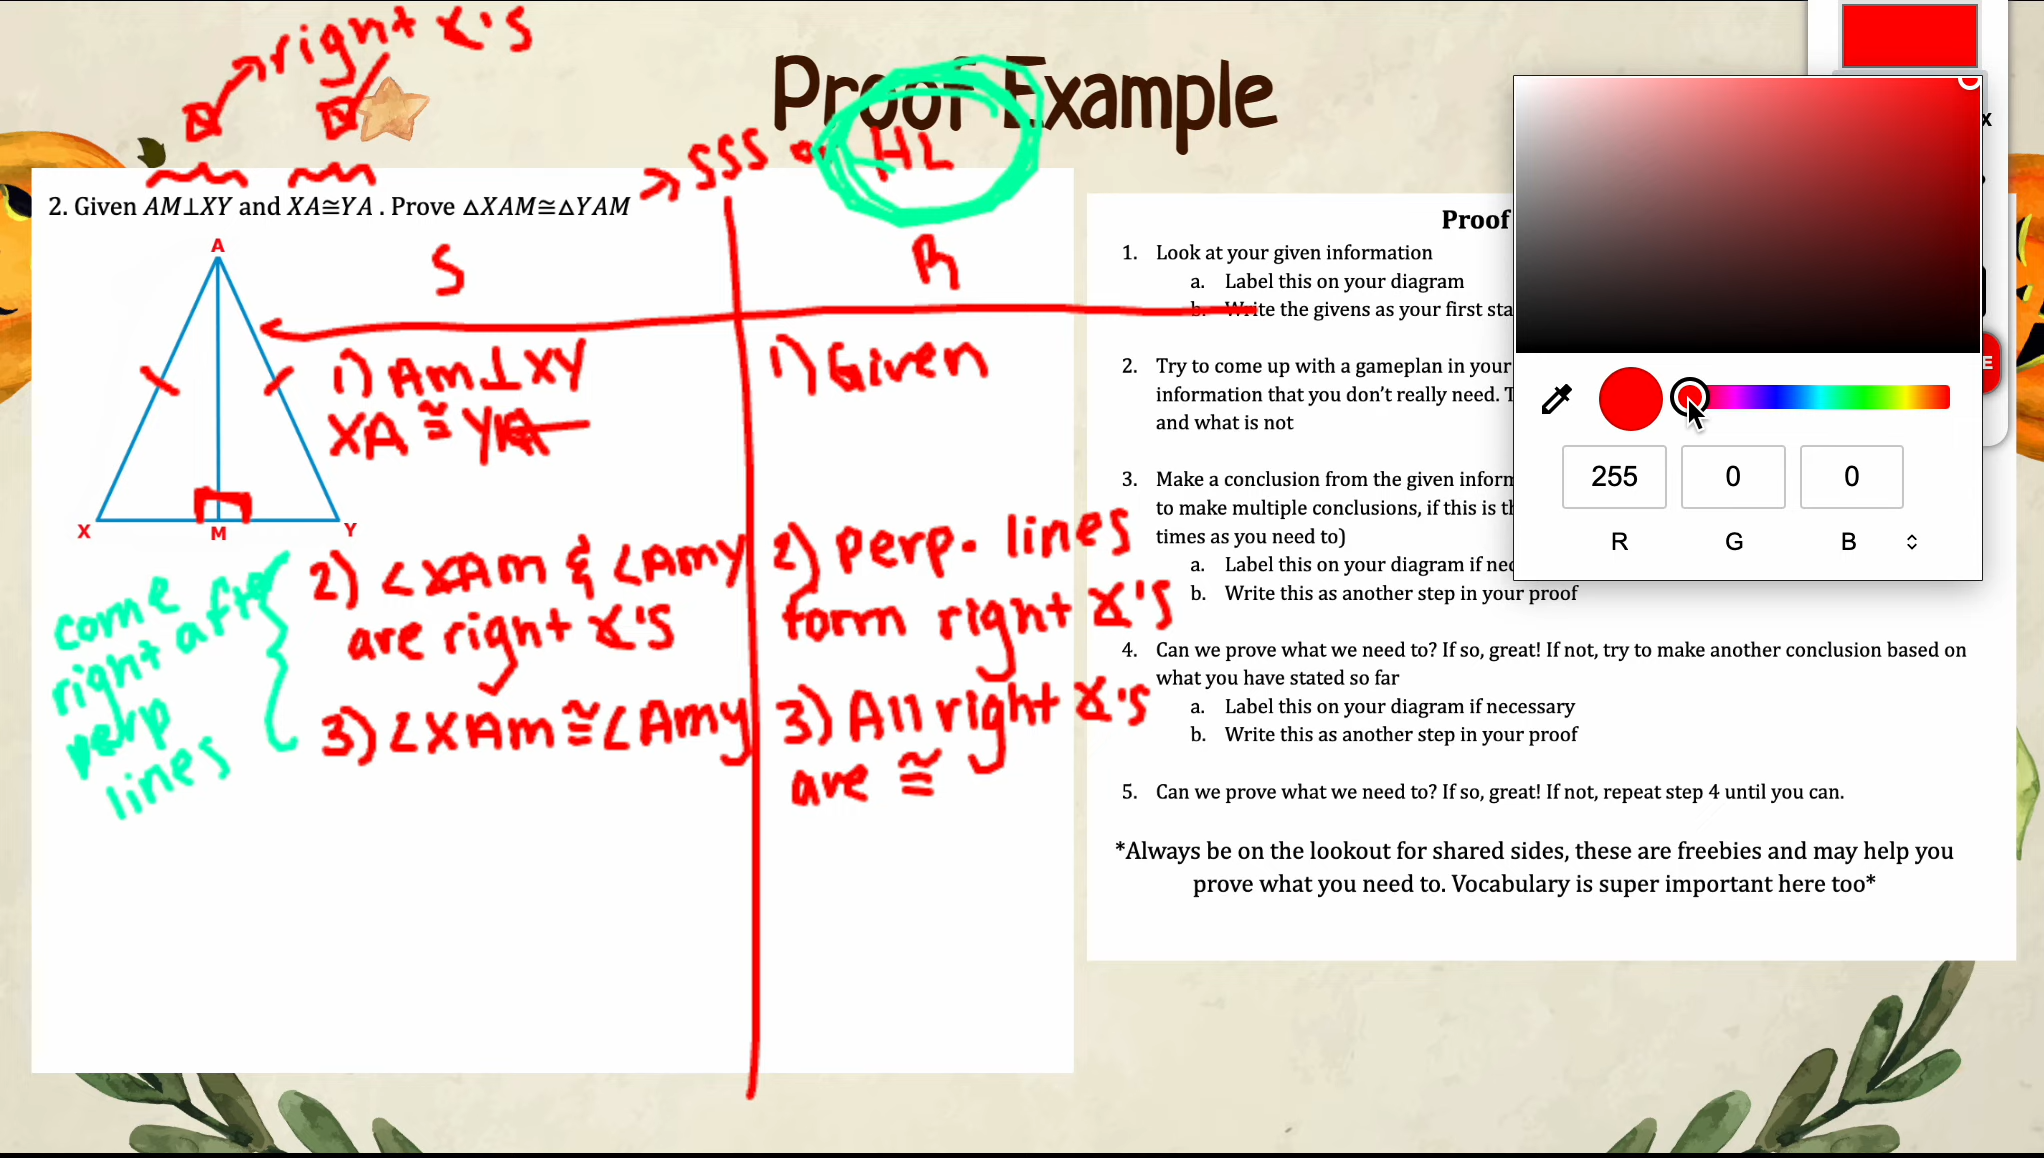 right ∠'s
Proof Example
→ SSS or HL
2. Given AM⊥XY and XA≅YA . Prove △XAM≅△YAM
A
X
M
Y
S
R
1) Am⊥XY
XA ≅ YA
1) Given
2) ∠XAm & ∠Amy
are right ∠'s
2) perp. lines
form right ∠'s
3) ∠XAm ≅ ∠Amy
3) All right ∠'s
are ≅
come
right after
perp
lines
Proof
1. Look at your given information
a. Label this on your diagram
b. Write the givens as your first sta
2. Try to come up with a gameplan in your
information that you don't really need. T
and what is not
3. Make a conclusion from the given inform
to make multiple conclusions, if this is th
times as you need to)
a. Label this on your diagram if nec
b. Write this as another step in your proof
4. Can we prove what we need to? If so, great! If not, try to make another conclusion based on
what you have stated so far
a. Label this on your diagram if necessary
b. Write this as another step in your proof
5. Can we prove what we need to? If so, great! If not, repeat step 4 until you can.
*Always be on the lookout for shared sides, these are freebies and may help you
prove what you need to. Vocabulary is super important here too*
x
E
255 0 0
R G B